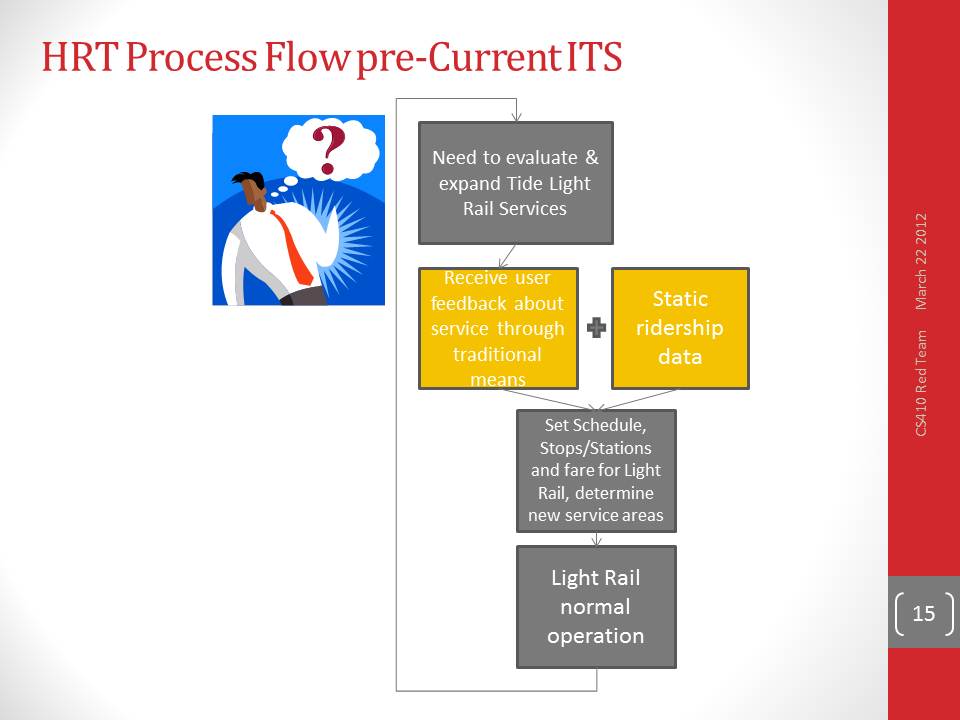 HRT Process Flow pre-Current ITS
?
Need to evaluate &
expand Tide Light
Rail Services
Receive user
feedback about
service through
traditional
means
Static
ridership
data
Set Schedule,
Stops/Stations
and fare for Light
Rail, determine
new service areas
Light Rail
normal
operation
CS410 Red Team March 22 2012
15